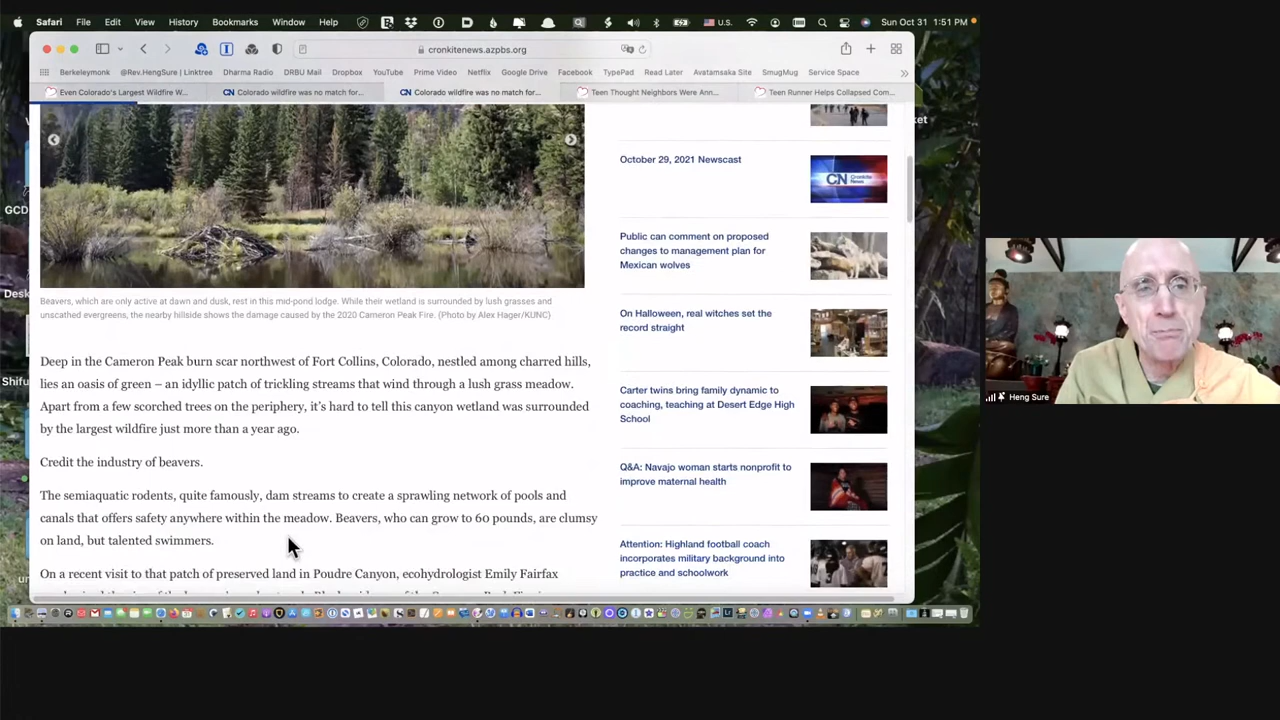 Safari File Edit View History Bookmarks Window Help U.S. Sun Oct 31 1:51 PM
cronkitenews.azpbs.org
Berkeleymonk @Rev.HengSure | Linktree Dharma Radio DRBU Mail Dropbox YouTube Prime Video Netflix Google Drive Facebook TypePad Read Later Avatamsaka Site SmugMug Service Space
Even Colorado's Largest Wildfire W... CN Colorado wildfire was no match for... CN Colorado wildfire was no match for... Teen Thought Neighbors Were Ann... Teen Runner Helps Collapsed Com...
ket
GCD
Desk
Shifu
Beavers, which are only active at dawn and dusk, rest in this mid-pond lodge. While their wetland is surrounded by lush grasses and
unscathed evergreens, the nearby hillside shows the damage caused by the 2020 Cameron Peak Fire. (Photo by Alex Hager/KUNC)
Deep in the Cameron Peak burn scar northwest of Fort Collins, Colorado, nestled among charred hills,
lies an oasis of green – an idyllic patch of trickling streams that wind through a lush grass meadow.
Apart from a few scorched trees on the periphery, it's hard to tell this canyon wetland was surrounded
by the largest wildfire just more than a year ago.
Credit the industry of beavers.
The semiaquatic rodents, quite famously, dam streams to create a sprawling network of pools and
canals that offers safety anywhere within the meadow. Beavers, who can grow to 60 pounds, are clumsy
on land, but talented swimmers.
On a recent visit to that patch of preserved land in Poudre Canyon, ecohydrologist Emily Fairfax
October 29, 2021 Newscast
CN Cronkite News
Public can comment on proposed
changes to management plan for
Mexican wolves
On Halloween, real witches set the
record straight
Carter twins bring family dynamic to
coaching, teaching at Desert Edge High
School
Q&A: Navajo woman starts nonprofit to
improve maternal health
Attention: Highland football coach
incorporates military background into
practice and schoolwork
Heng Sure